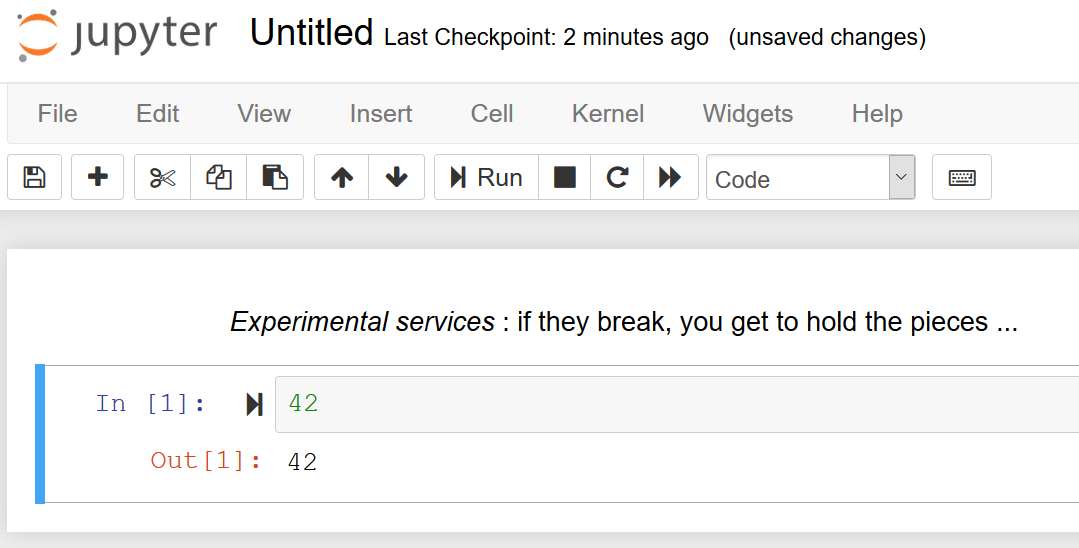 jupyter Untitled Last Checkpoint: 2 minutes ago (unsaved changes)
File Edit View Insert Cell Kernel Widgets Help
Run Code
Experimental services : if they break, you get to hold the pieces ...
In [1]: 42
Out[1]: 42